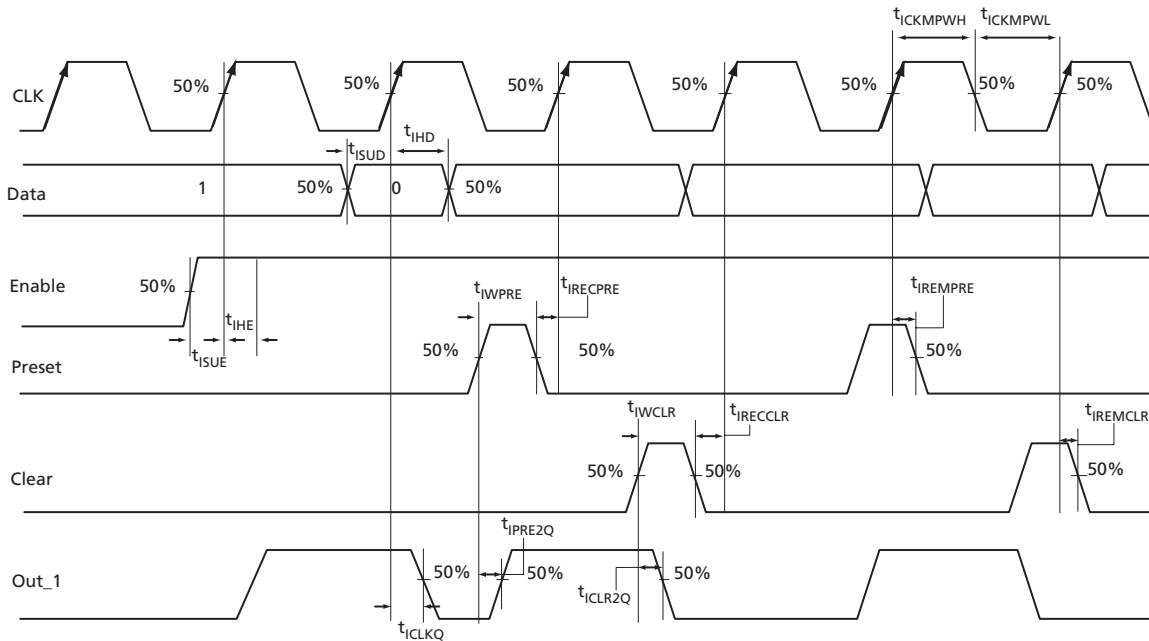 tICKMPWH tICKMPWL
CLK 50% 50% 50% 50% 50% 50% 50%
tISUD tIHD
Data 1 50% 0 50%
Enable 50%
tISUE tIHE
tIWPRE tIRECPRE tIREMPRE
Preset 50% 50% 50%
tIWCLR tIRECCLR tIREMCLR
Clear 50% 50% 50%
tIPRE2Q
Out_1 50% 50% 50%
tICLKQ tICLR2Q